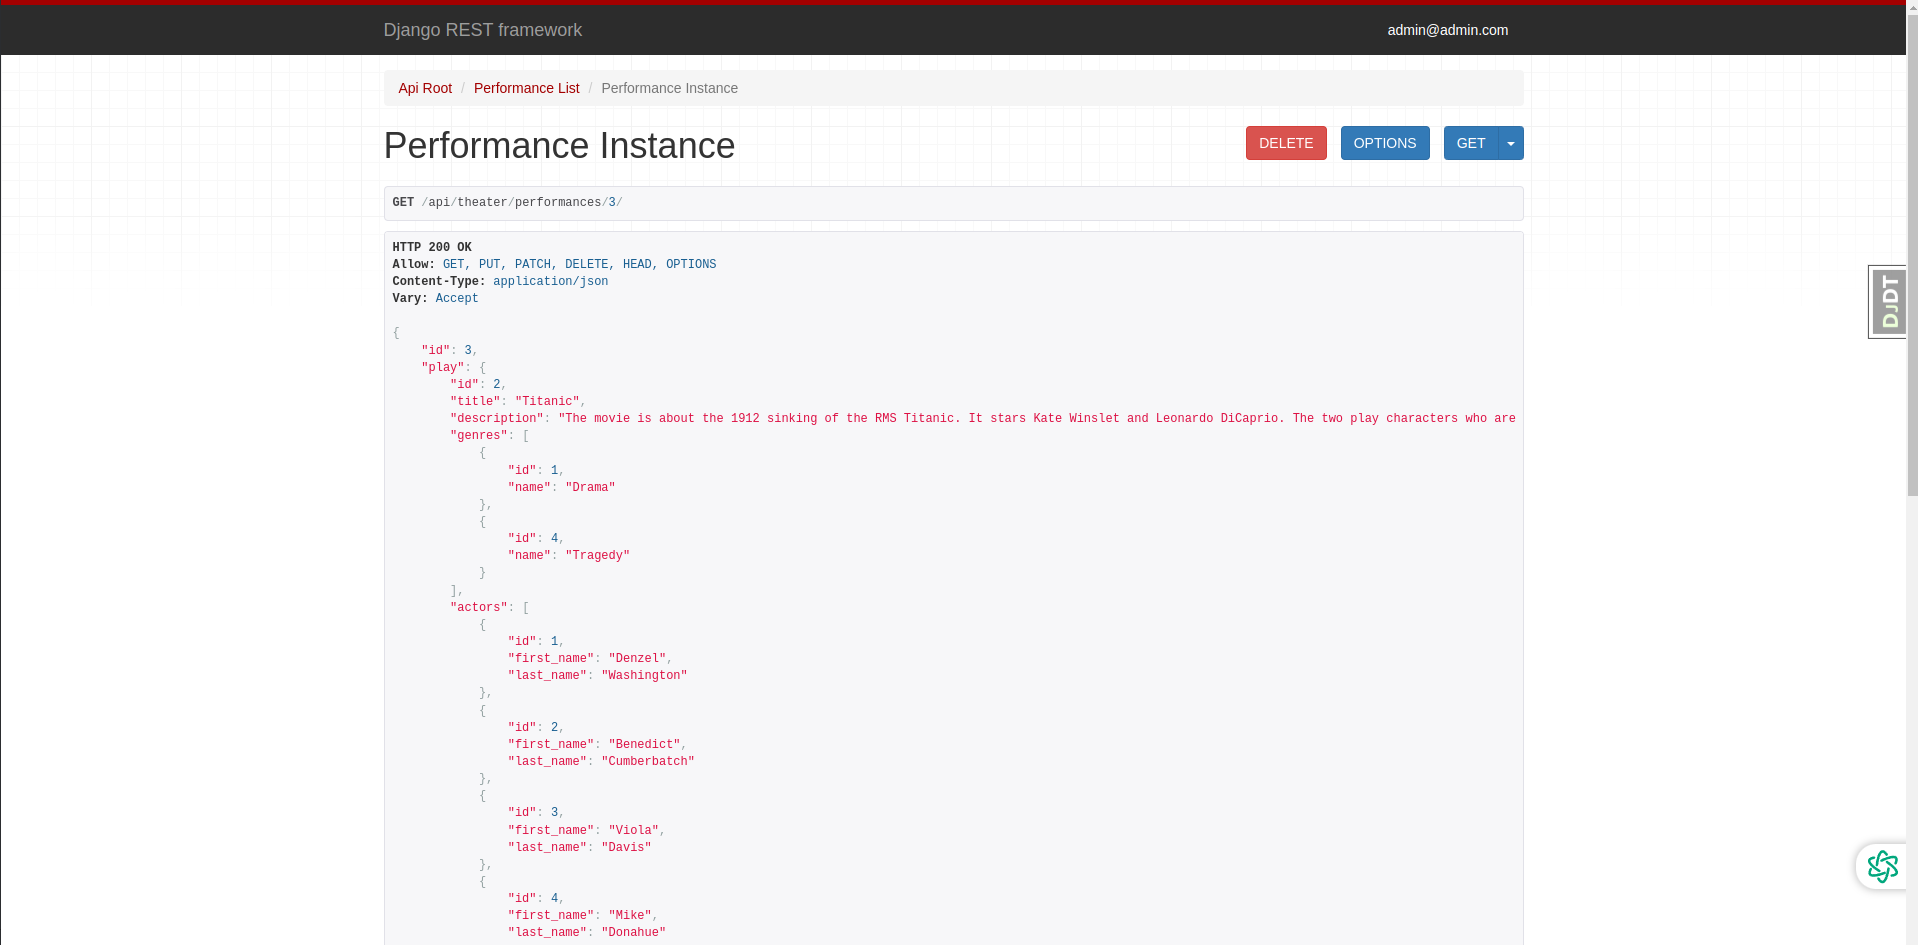 Django REST framework
admin@admin.com
Api Root / Performance List / Performance Instance
Performance Instance
DELETE
OPTIONS
GET
GET /api/theater/performances/3/
HTTP 200 OK
Allow: GET, PUT, PATCH, DELETE, HEAD, OPTIONS
Content-Type: application/json
Vary: Accept
{
    "id": 3,
    "play": {
        "id": 2,
        "title": "Titanic",
        "description": "The movie is about the 1912 sinking of the RMS Titanic. It stars Kate Winslet and Leonardo DiCaprio. The two play characters who are
        "genres": [
            {
                "id": 1,
                "name": "Drama"
            },
            {
                "id": 4,
                "name": "Tragedy"
            }
        ],
        "actors": [
            {
                "id": 1,
                "first_name": "Denzel",
                "last_name": "Washington"
            },
            {
                "id": 2,
                "first_name": "Benedict",
                "last_name": "Cumberbatch"
            },
            {
                "id": 3,
                "first_name": "Viola",
                "last_name": "Davis"
            },
            {
                "id": 4,
                "first_name": "Mike",
                "last_name": "Donahue"
DJDT